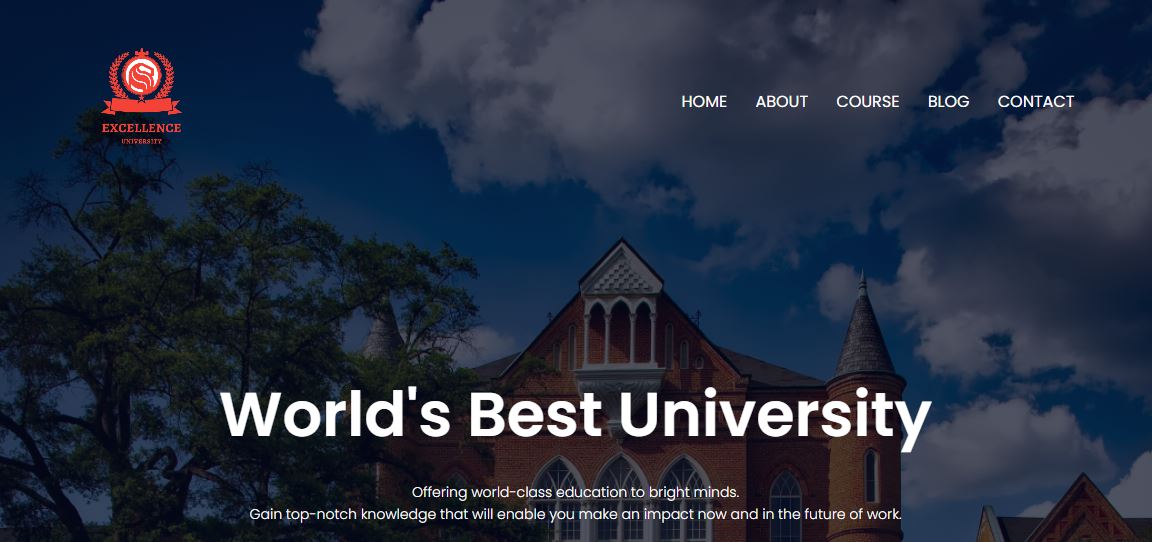 EXCELLENCE
UNIVERSITY
HOME ABOUT COURSE BLOG CONTACT
World's Best University
Offering world-class education to bright minds.
Gain top-notch knowledge that will enable you make an impact now and in the future of work.